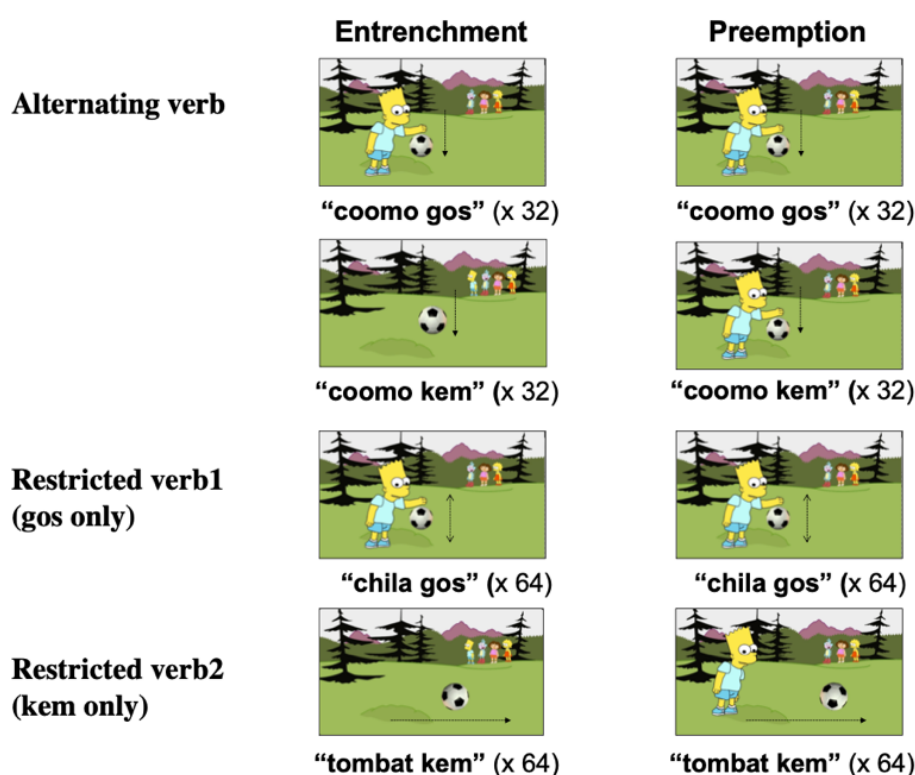 Entrenchment Preemption
Alternating verb
“coomo gos” (x 32) “coomo gos” (x 32)
“coomo kem” (x 32) “coomo kem” (x 32)
Restricted verb1
(gos only)
“chila gos” (x 64) “chila gos” (x 64)
Restricted verb2
(kem only)
“tombat kem” (x 64) “tombat kem” (x 64)